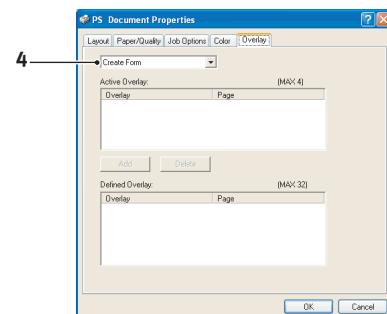 PS Document Properties
Layout Paper/Quality Job Options Color Overlay
4 Create Form
Active Overlay: (MAX 4)
Overlay Page
Add Delete
Defined Overlay: (MAX 32)
Overlay Page
OK Cancel